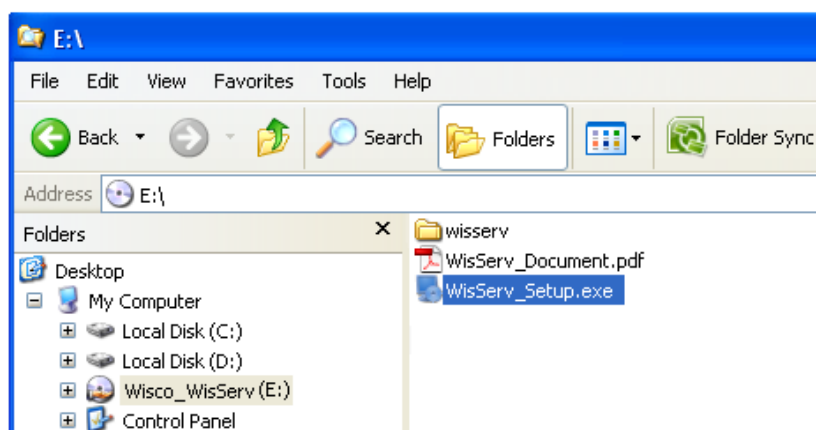 E:\
File Edit View Favorites Tools Help
Back Search Folders Folder Sync
Address E:\
Folders
Desktop
My Computer
Local Disk (C:)
Local Disk (D:)
Wisco_WisServ (E:)
Control Panel
wisserv
WisServ_Document.pdf
WisServ_Setup.exe